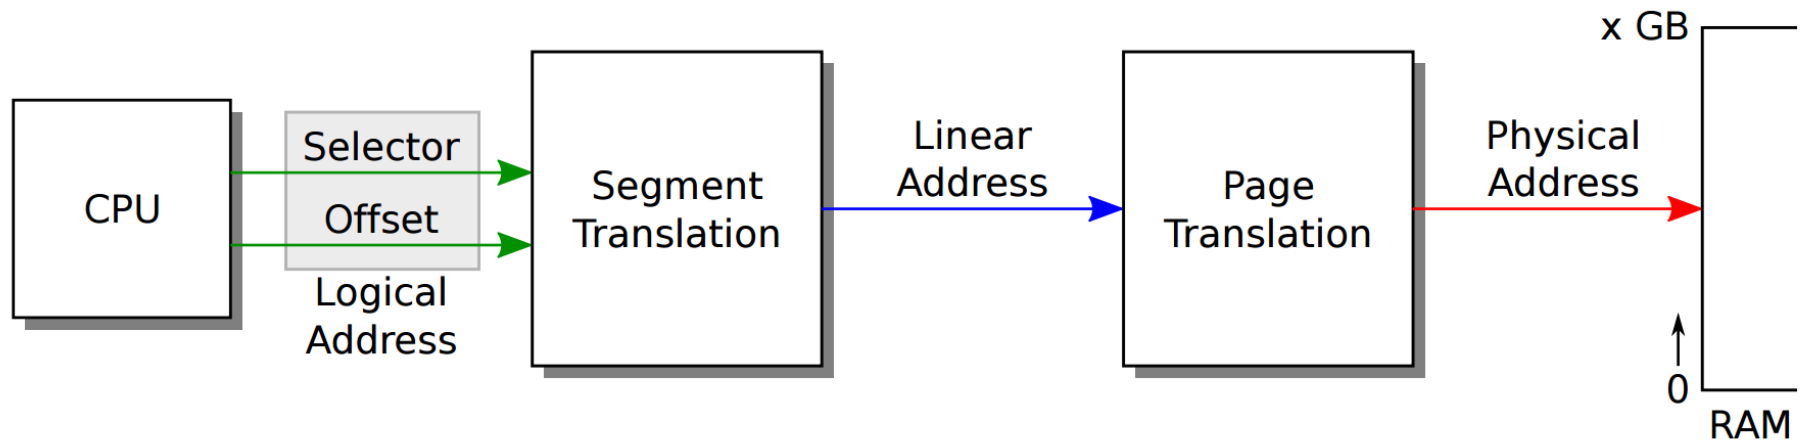 CPU
Selector
Offset
Logical
Address
Segment
Translation
Linear
Address
Page
Translation
Physical
Address
x GB
0
RAM